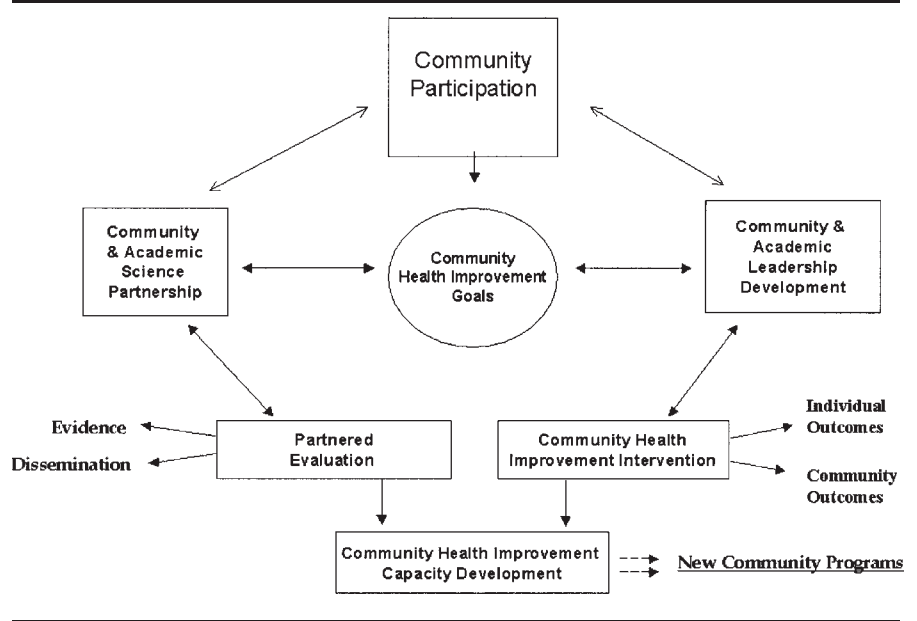 Community
Participation
Community
& Academic
Science
Partnership
Community
Health Improvement
Goals
Community &
Academic
Leadership
Development
Evidence
Dissemination
Partnered
Evaluation
Community Health
Improvement Intervention
Individual
Outcomes
Community
Outcomes
Community Health Improvement
Capacity Development
New Community Programs